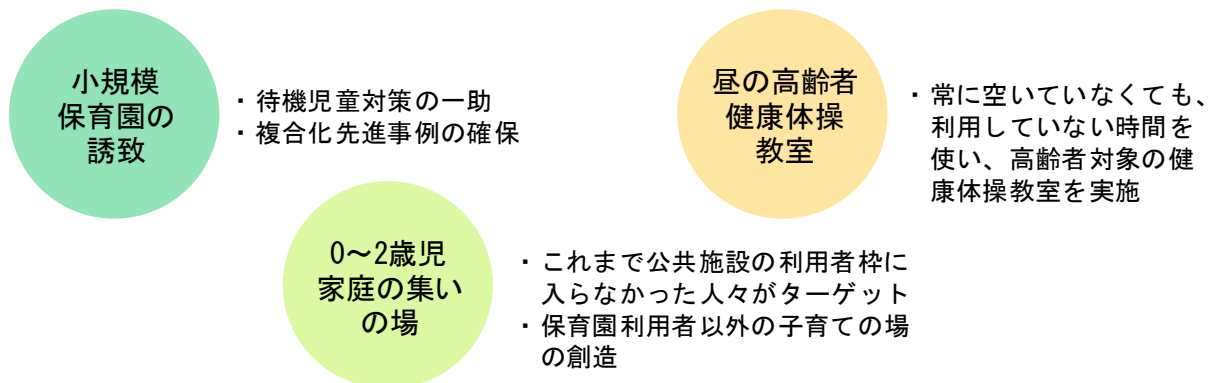 小規模
保育園の
誘致
・待機児童対策の一助
・複合化先進事例の確保
昼の高齢者
健康体操
教室
・常に空いていなくても、
利用していない時間を
使い、高齢者対象の健
康体操教室を実施
0～2歳児
家庭の集い
の場
・これまで公共施設の利用者枠に
入らなかった人々がターゲット
・保育園利用者以外の子育ての場
の創造